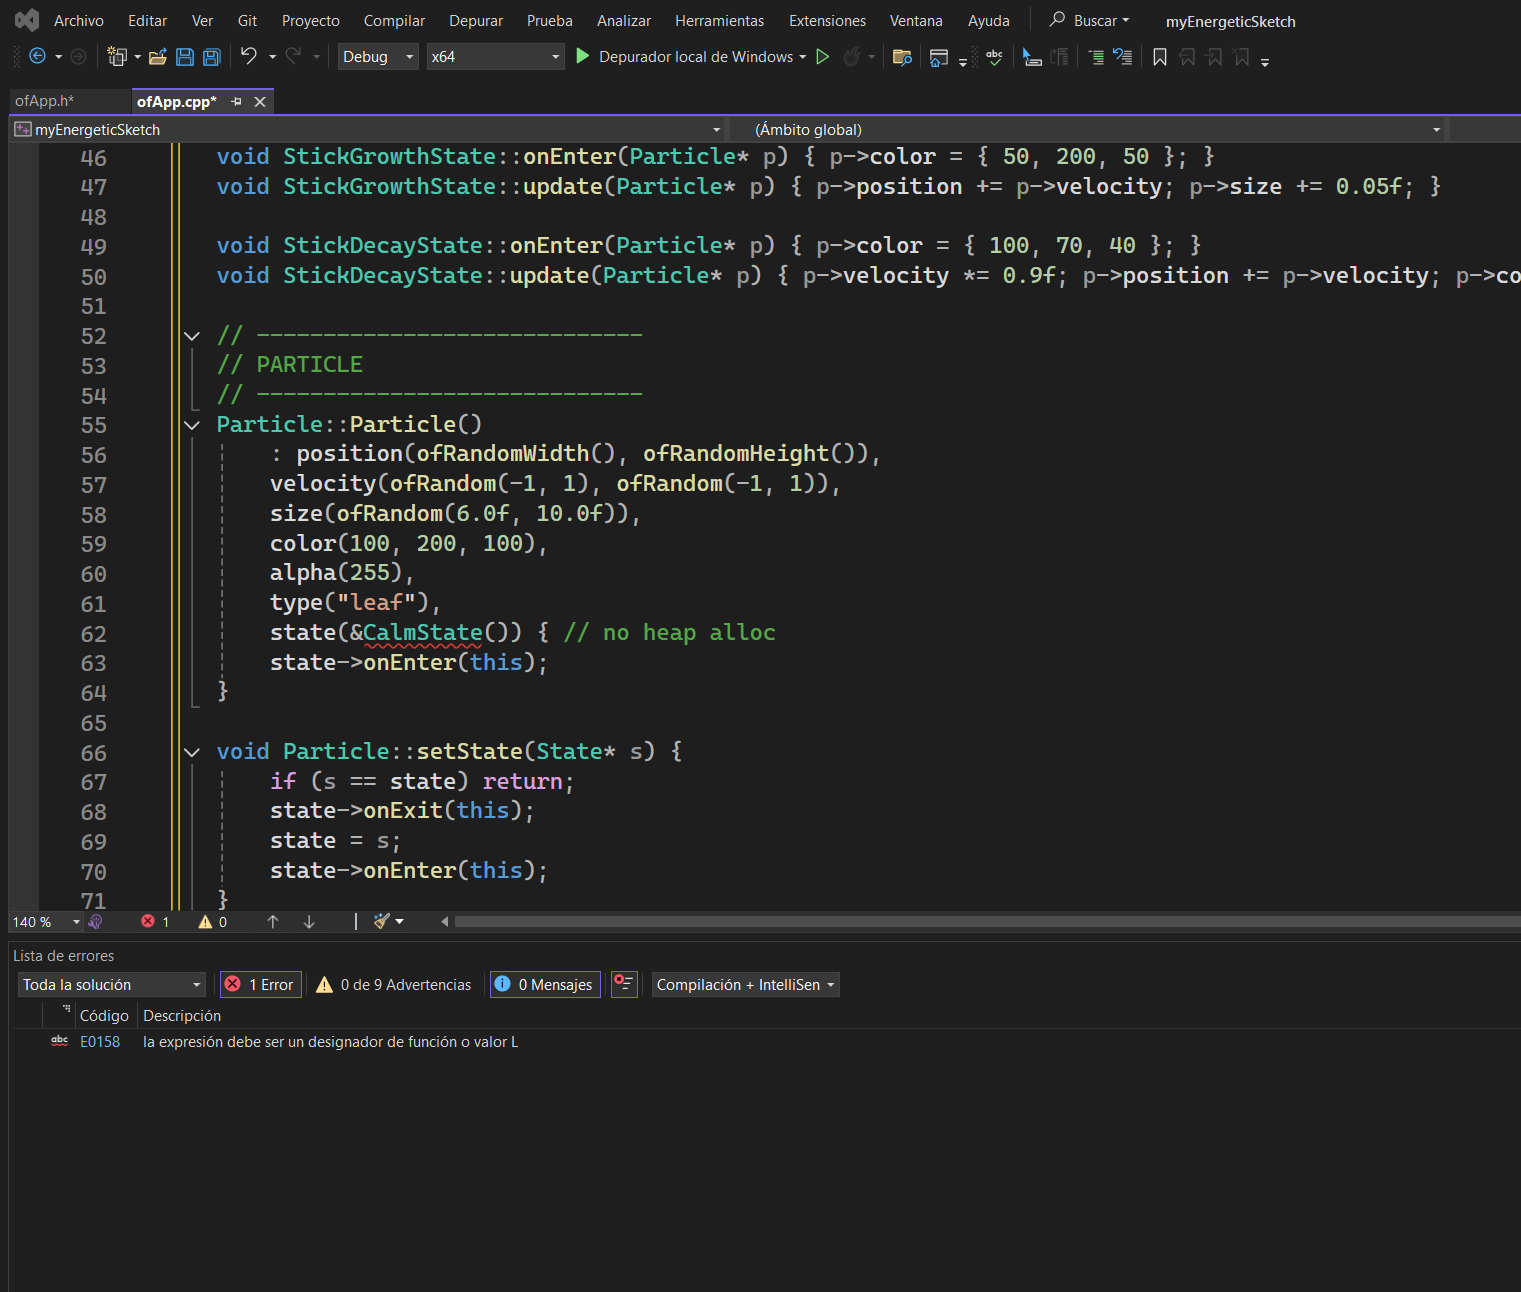 Archivo Editar Ver Git Proyecto Compilar Depurar Prueba Analizar Herramientas Extensiones Ventana Ayuda Buscar myEnergeticSketch
Debug x64 Depurador local de Windows abc
ofApp.h* ofApp.cpp*
myEnergeticSketch (Ámbito global)
46 void StickGrowthState::onEnter(Particle* p) { p->color = { 50, 200, 50 }; }
47 void StickGrowthState::update(Particle* p) { p->position += p->velocity; p->size += 0.05f; }
48
49 void StickDecayState::onEnter(Particle* p) { p->color = { 100, 70, 40 }; }
50 void StickDecayState::update(Particle* p) { p->velocity *= 0.9f; p->position += p->velocity; p->co
51
52 // -----------------------------
53 // PARTICLE
54 // -----------------------------
55 Particle::Particle()
56 : position(ofRandomWidth(), ofRandomHeight()),
57 velocity(ofRandom(-1, 1), ofRandom(-1, 1)),
58 size(ofRandom(6.0f, 10.0f)),
59 color(100, 200, 100),
60 alpha(255),
61 type("leaf"),
62 state(&CalmState()) { // no heap alloc
63 state->onEnter(this);
64 }
65
66 void Particle::setState(State* s) {
67 if (s == state) return;
68 state->onExit(this);
69 state = s;
70 state->onEnter(this);
71 }
140 % 1 0
Lista de errores
Toda la solución 1 Error 0 de 9 Advertencias 0 Mensajes Compilación + IntelliSen
Código Descripción
abc E0158 la expresión debe ser un designador de función o valor L